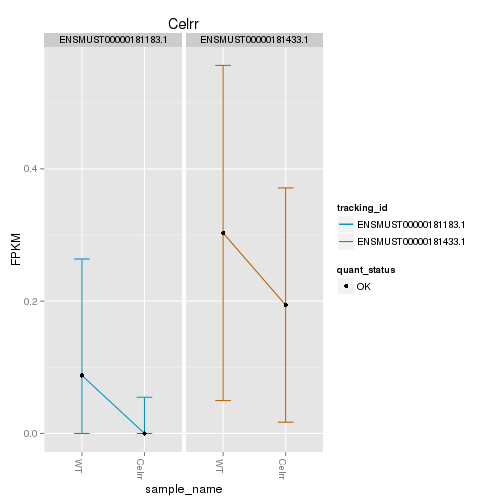 Celrr
ENSMUST00000181183.1
ENSMUST00000181433.1
FPKM
0.4
0.2
0.0
WT
Celrr
WT
Celrr
sample_name
tracking_id
ENSMUST00000181183.1
ENSMUST00000181433.1
quant_status
OK